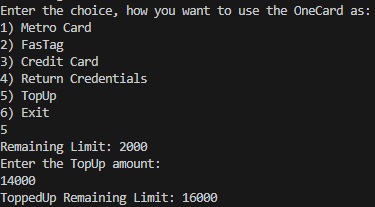 Enter the choice, how you want to use the OneCard as:
1) Metro Card
2) FasTag
3) Credit Card
4) Return Credentials
5) TopUp
6) Exit
5
Remaining Limit: 2000
Enter the TopUp amount:
14000
ToppedUp Remaining Limit: 16000